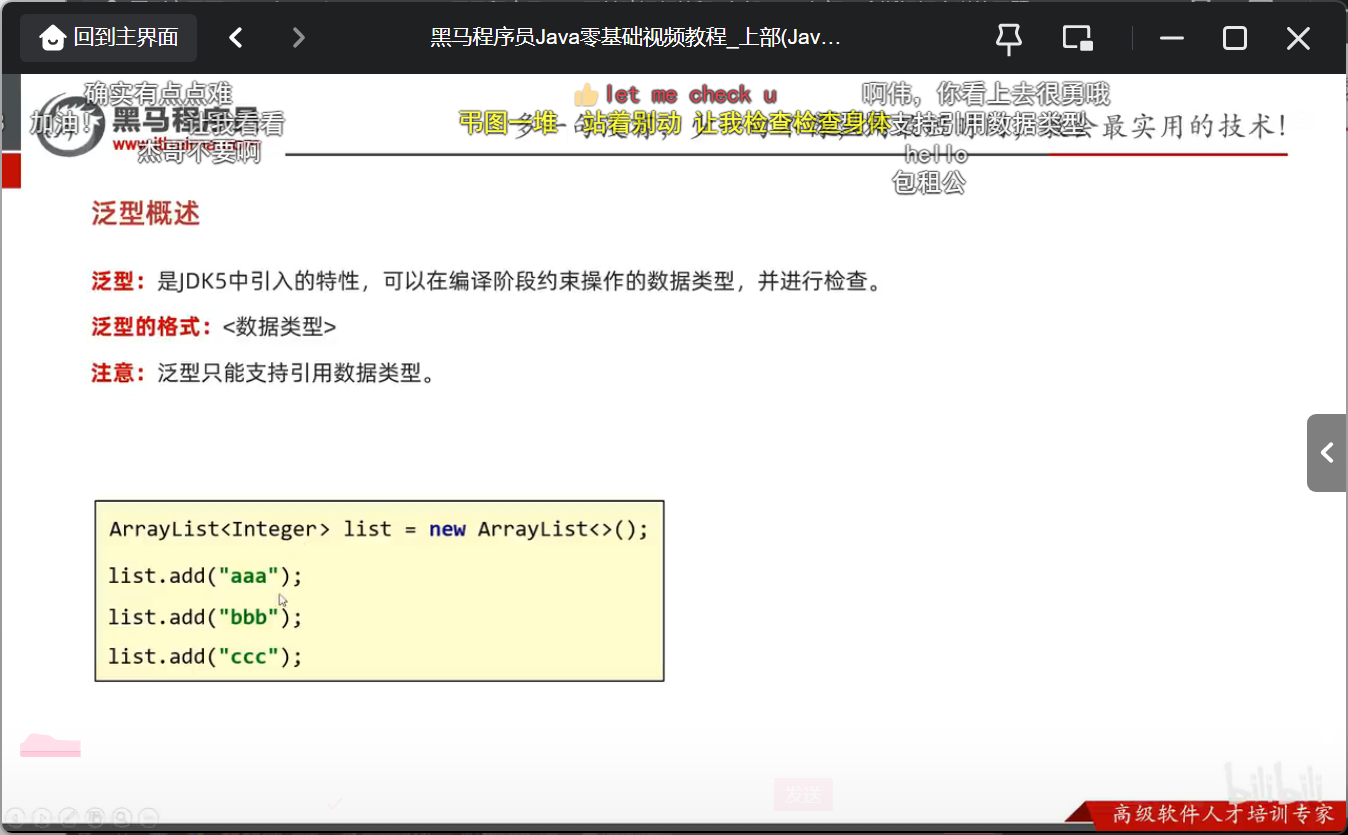 回到主界面
黑马程序员Java零基础视频教程_上部(Jav…
确实有点点难
let me check u
啊伟，你看上去很勇哦
加油！
黑马程序员
我看看
弔图一堆
站着别动
让我检查检查身体
支持引用数据类型
会最实用的技术！
杰哥不要啊
hello
包租公
泛型概述
泛型：是JDK5中引入的特性，可以在编译阶段约束操作的数据类型，并进行检查。
泛型的格式：<数据类型>
注意：泛型只能支持引用数据类型。
ArrayList<Integer> list = new ArrayList<>();
list.add("aaa");
list.add("bbb");
list.add("ccc");
发送
bilibili
高级软件人才培训专家